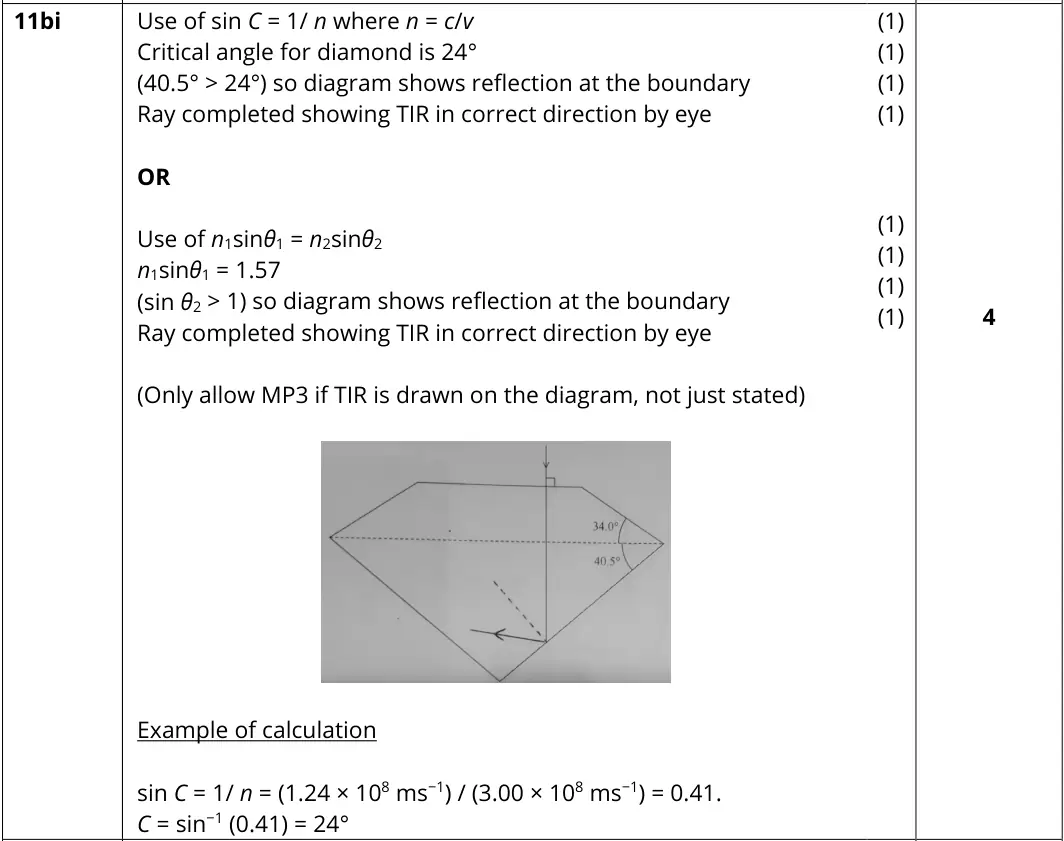 11bi
Use of sin C = 1/ n where n = c/v (1)
Critical angle for diamond is 24° (1)
(40.5° > 24°) so diagram shows reflection at the boundary (1)
Ray completed showing TIR in correct direction by eye (1)
OR
Use of n₁sinθ₁ = n₂sinθ₂ (1)
n₁sinθ₁ = 1.57 (1)
(sin θ₂ > 1) so diagram shows reflection at the boundary (1)
Ray completed showing TIR in correct direction by eye (1)
4
(Only allow MP3 if TIR is drawn on the diagram, not just stated)
34.0°
40.5°
Example of calculation
sin C = 1/ n = (1.24 × 10⁸ ms⁻¹) / (3.00 × 10⁸ ms⁻¹) = 0.41.
C = sin⁻¹ (0.41) = 24°